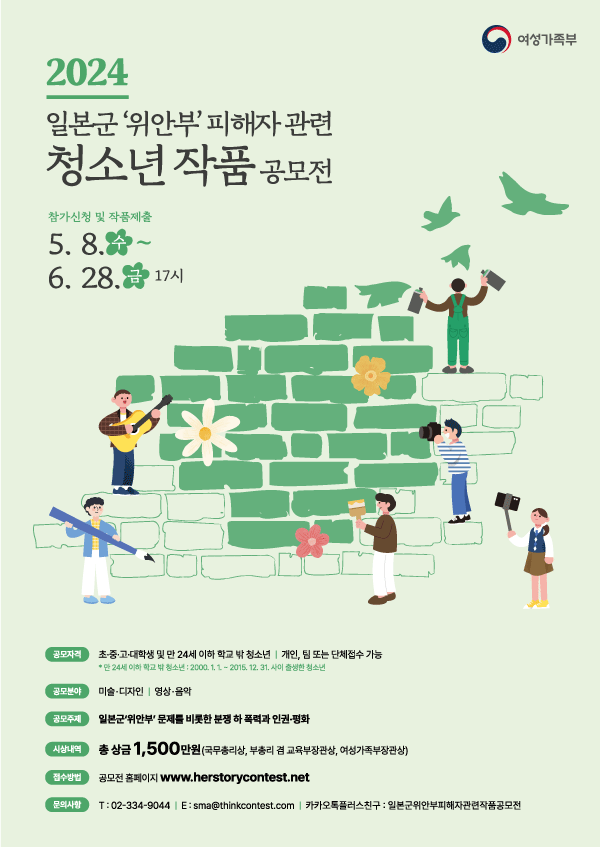 여성가족부
2024
일본군 ‘위안부’ 피해자 관련
청소년 작품 공모전
참가신청 및 작품제출
5. 8.수~
6. 28.금 17시
공모자격 초·중·고·대학생 및 만 24세 이하 학교 밖 청소년 | 개인, 팀 또는 단체접수 가능
* 만 24세 이하 학교 밖 청소년 : 2000. 1. 1. ~ 2015. 12. 31. 사이 출생한 청소년
공모분야 미술·디자인 | 영상·음악
공모주제 일본군‘위안부’ 문제를 비롯한 분쟁 하 폭력과 인권·평화
시상내역 총 상금 1,500만원(국무총리상, 부총리 겸 교육부장관상, 여성가족부장관상)
접수방법 공모전 홈페이지 www.herstorycontest.net
문의사항 T : 02-334-9044 | E : sma@thinkcontest.com | 카카오톡플러스친구 : 일본군위안부피해자관련작품공모전